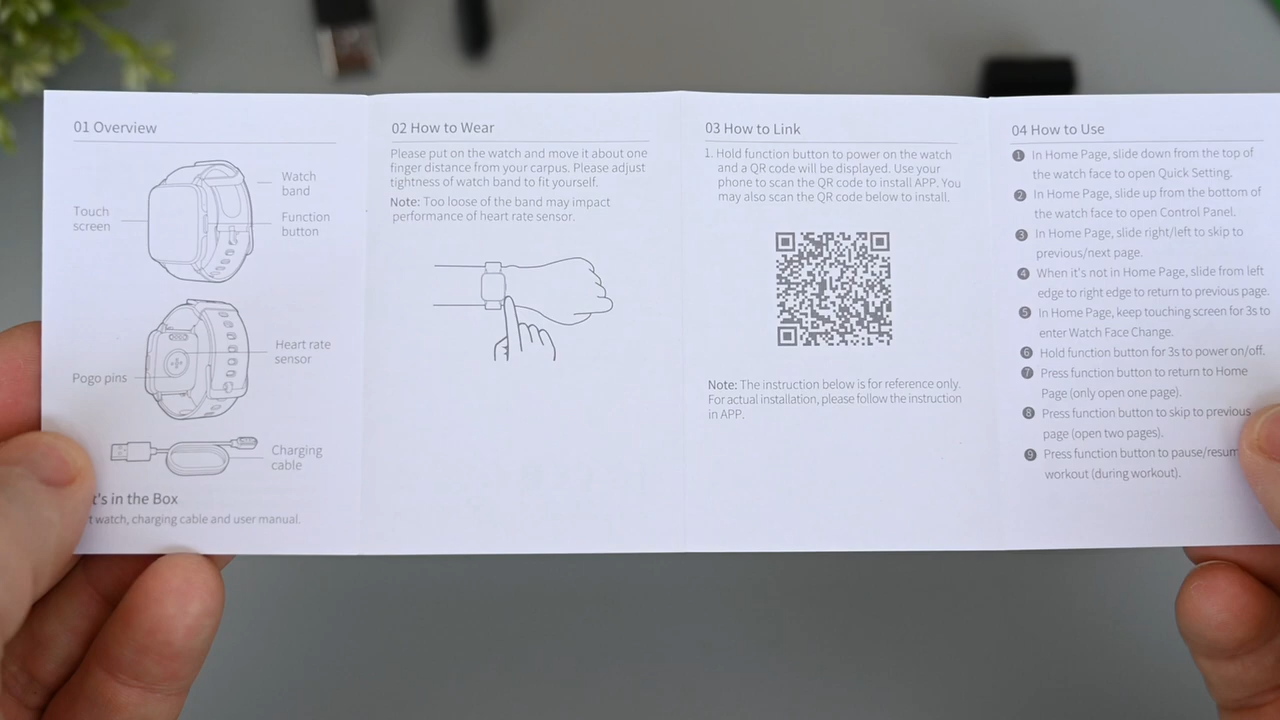 01 Overview
Watch
band
Touch
screen
Function
button
Heart rate
sensor
Pogo pins
Charging
cable
t's in the Box
t watch, charging cable and user manual.
02 How to Wear
Please put on the watch and move it about one
finger distance from your carpus. Please adjust
tightness of watch band to fit yourself.
Note: Too loose of the band may impact
performance of heart rate sensor.
03 How to Link
1. Hold function button to power on the watch
and a QR code will be displayed. Use your
phone to scan the QR code to install APP. You
may also scan the QR code below to install.
Note: The instruction below is for reference only.
For actual installation, please follow the instruction
in APP.
04 How to Use
1 In Home Page, slide down from the top of
the watch face to open Quick Setting.
2 In Home Page, slide up from the bottom of
the watch face to open Control Panel.
3 In Home Page, slide right/left to skip to
previous/next page.
4 When it's not in Home Page, slide from left
edge to right edge to return to previous page.
5 In Home Page, keep touching screen for 3s to
enter Watch Face Change.
6 Hold function button for 3s to power on/off.
7 Press function button to return to Home
Page (only open one page).
8 Press function button to skip to previous
page (open two pages).
9 Press function button to pause/resum
workout (during workout).